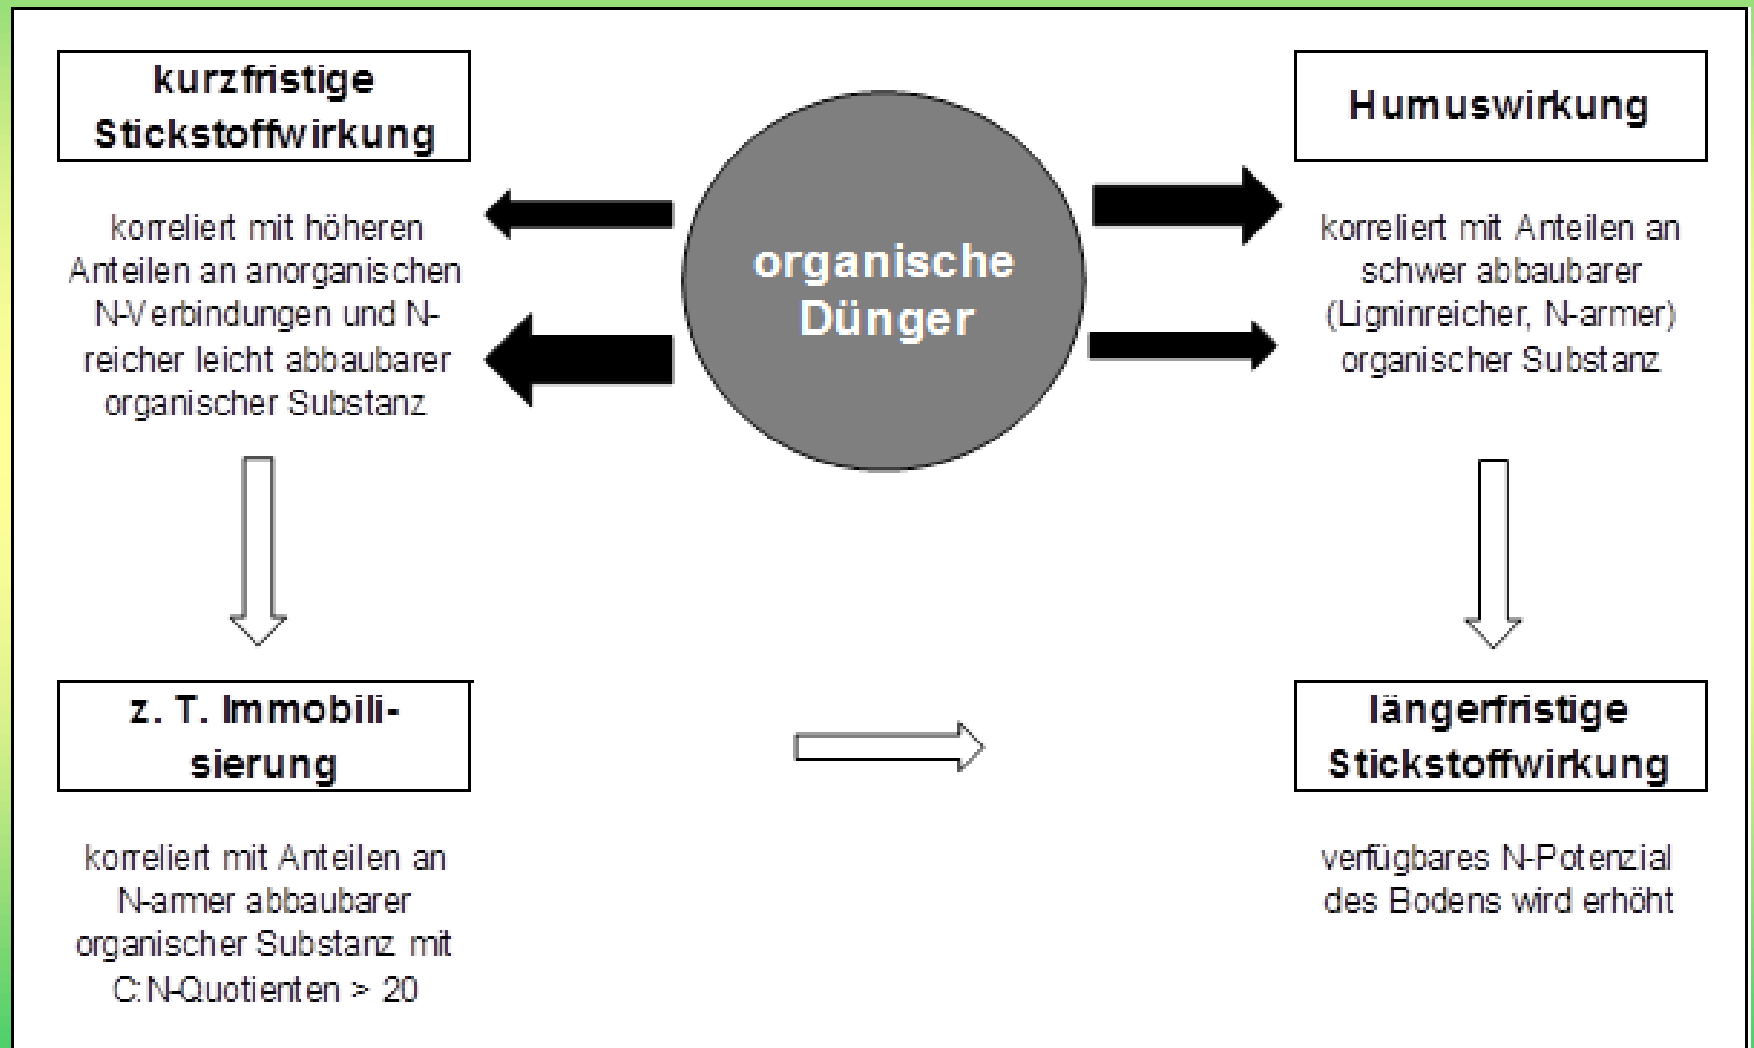 kurzfristige
Stickstoffwirkung
korreliert mit höheren
Anteilen an anorganischen
N-Verbindungen und N-
reicher leicht abbaubarer
organischer Substanz
organische
Dünger
Humuswirkung
korreliert mit Anteilen an
schwer abbaubarer
(Ligninreicher, N-armer)
organischer Substanz
z. T. Immobili-
sierung
korreliert mit Anteilen an
N-armer abbaubarer
organischer Substanz mit
C:N-Quotienten > 20
längerfristige
Stickstoffwirkung
verfügbares N-Potenzial
des Bodens wird erhöht